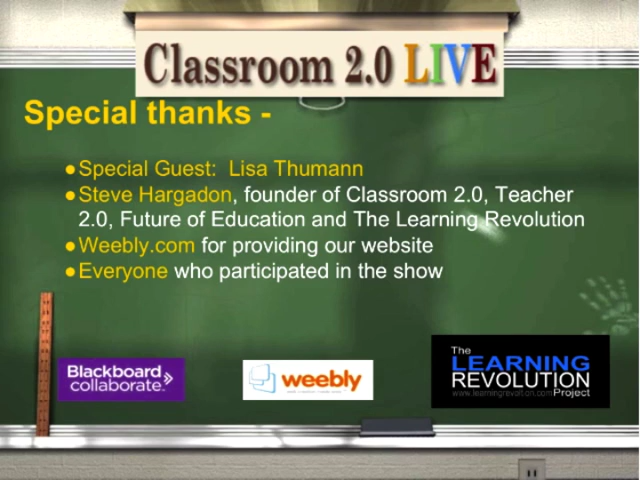 Classroom 2.0 LIVE
Special thanks -
●Special Guest:  Lisa Thumann
●Steve Hargadon, founder of Classroom 2.0, Teacher
2.0, Future of Education and The Learning Revolution
●Weebly.com for providing our website
●Everyone who participated in the show
Blackboard
collaborate
weebly
The
LEARNING
REVOLUTION
Project